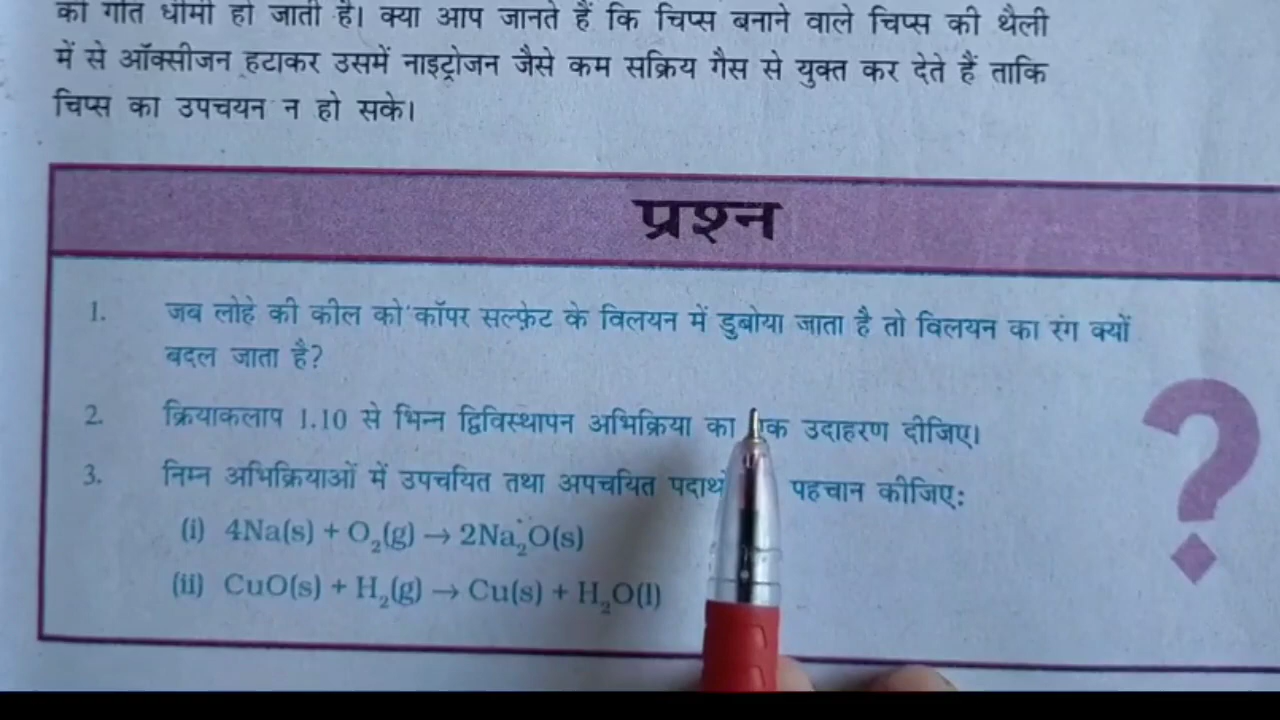 की गति धीमी हो जाती है। क्या आप जानते हैं कि चिप्स बनाने वाले चिप्स की थैली
में से ऑक्सीजन हटाकर उसमें नाइट्रोजन जैसे कम सक्रिय गैस से युक्त कर देते हैं ताकि
चिप्स का उपचयन न हो सके।
प्रश्न
1. जब लोहे की कील को कॉपर सल्फ़ेट के विलयन में डुबोया जाता है तो विलयन का रंग क्यों
बदल जाता है?
2. क्रियाकलाप 1.10 से भिन्न द्विविस्थापन अभिक्रिया का एक उदाहरण दीजिए।
3. निम्न अभिक्रियाओं में उपचयित तथा अपचयित पहचान कीजिए:
(i) 4Na(s) + O₂(g) → 2Na₂O(s)
(ii) CuO(s) + H₂(g) → Cu(s) + H₂O(l)
?